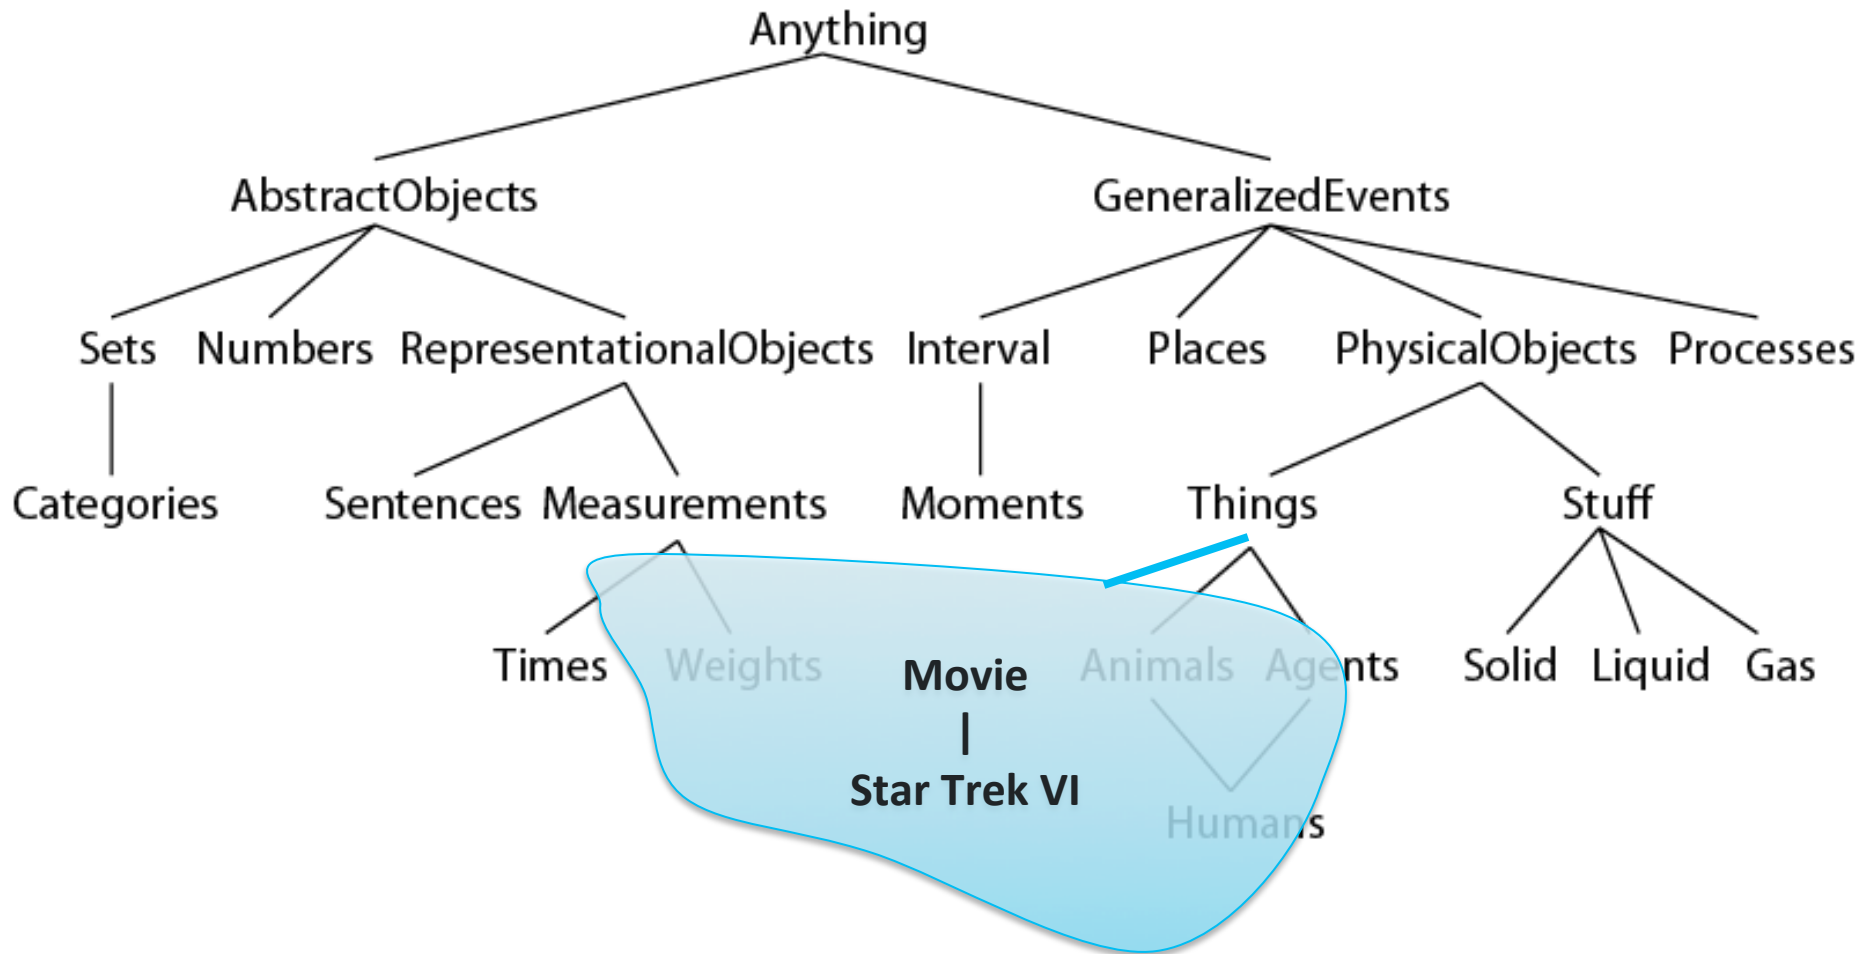 Anything
AbstractObjects GeneralizedEvents
Sets Numbers RepresentationalObjects Interval Places PhysicalObjects Processes
Categories Sentences Measurements Moments Things Stuff
Times Weights Movie Animals Agents Solid Liquid Gas
Star Trek VI
Humans